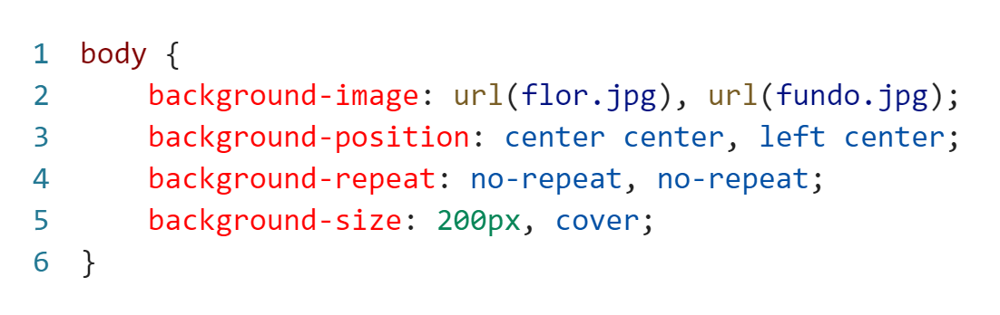 1 body {
2     background-image: url(flor.jpg), url(fundo.jpg);
3     background-position: center center, left center;
4     background-repeat: no-repeat, no-repeat;
5     background-size: 200px, cover;
6 }